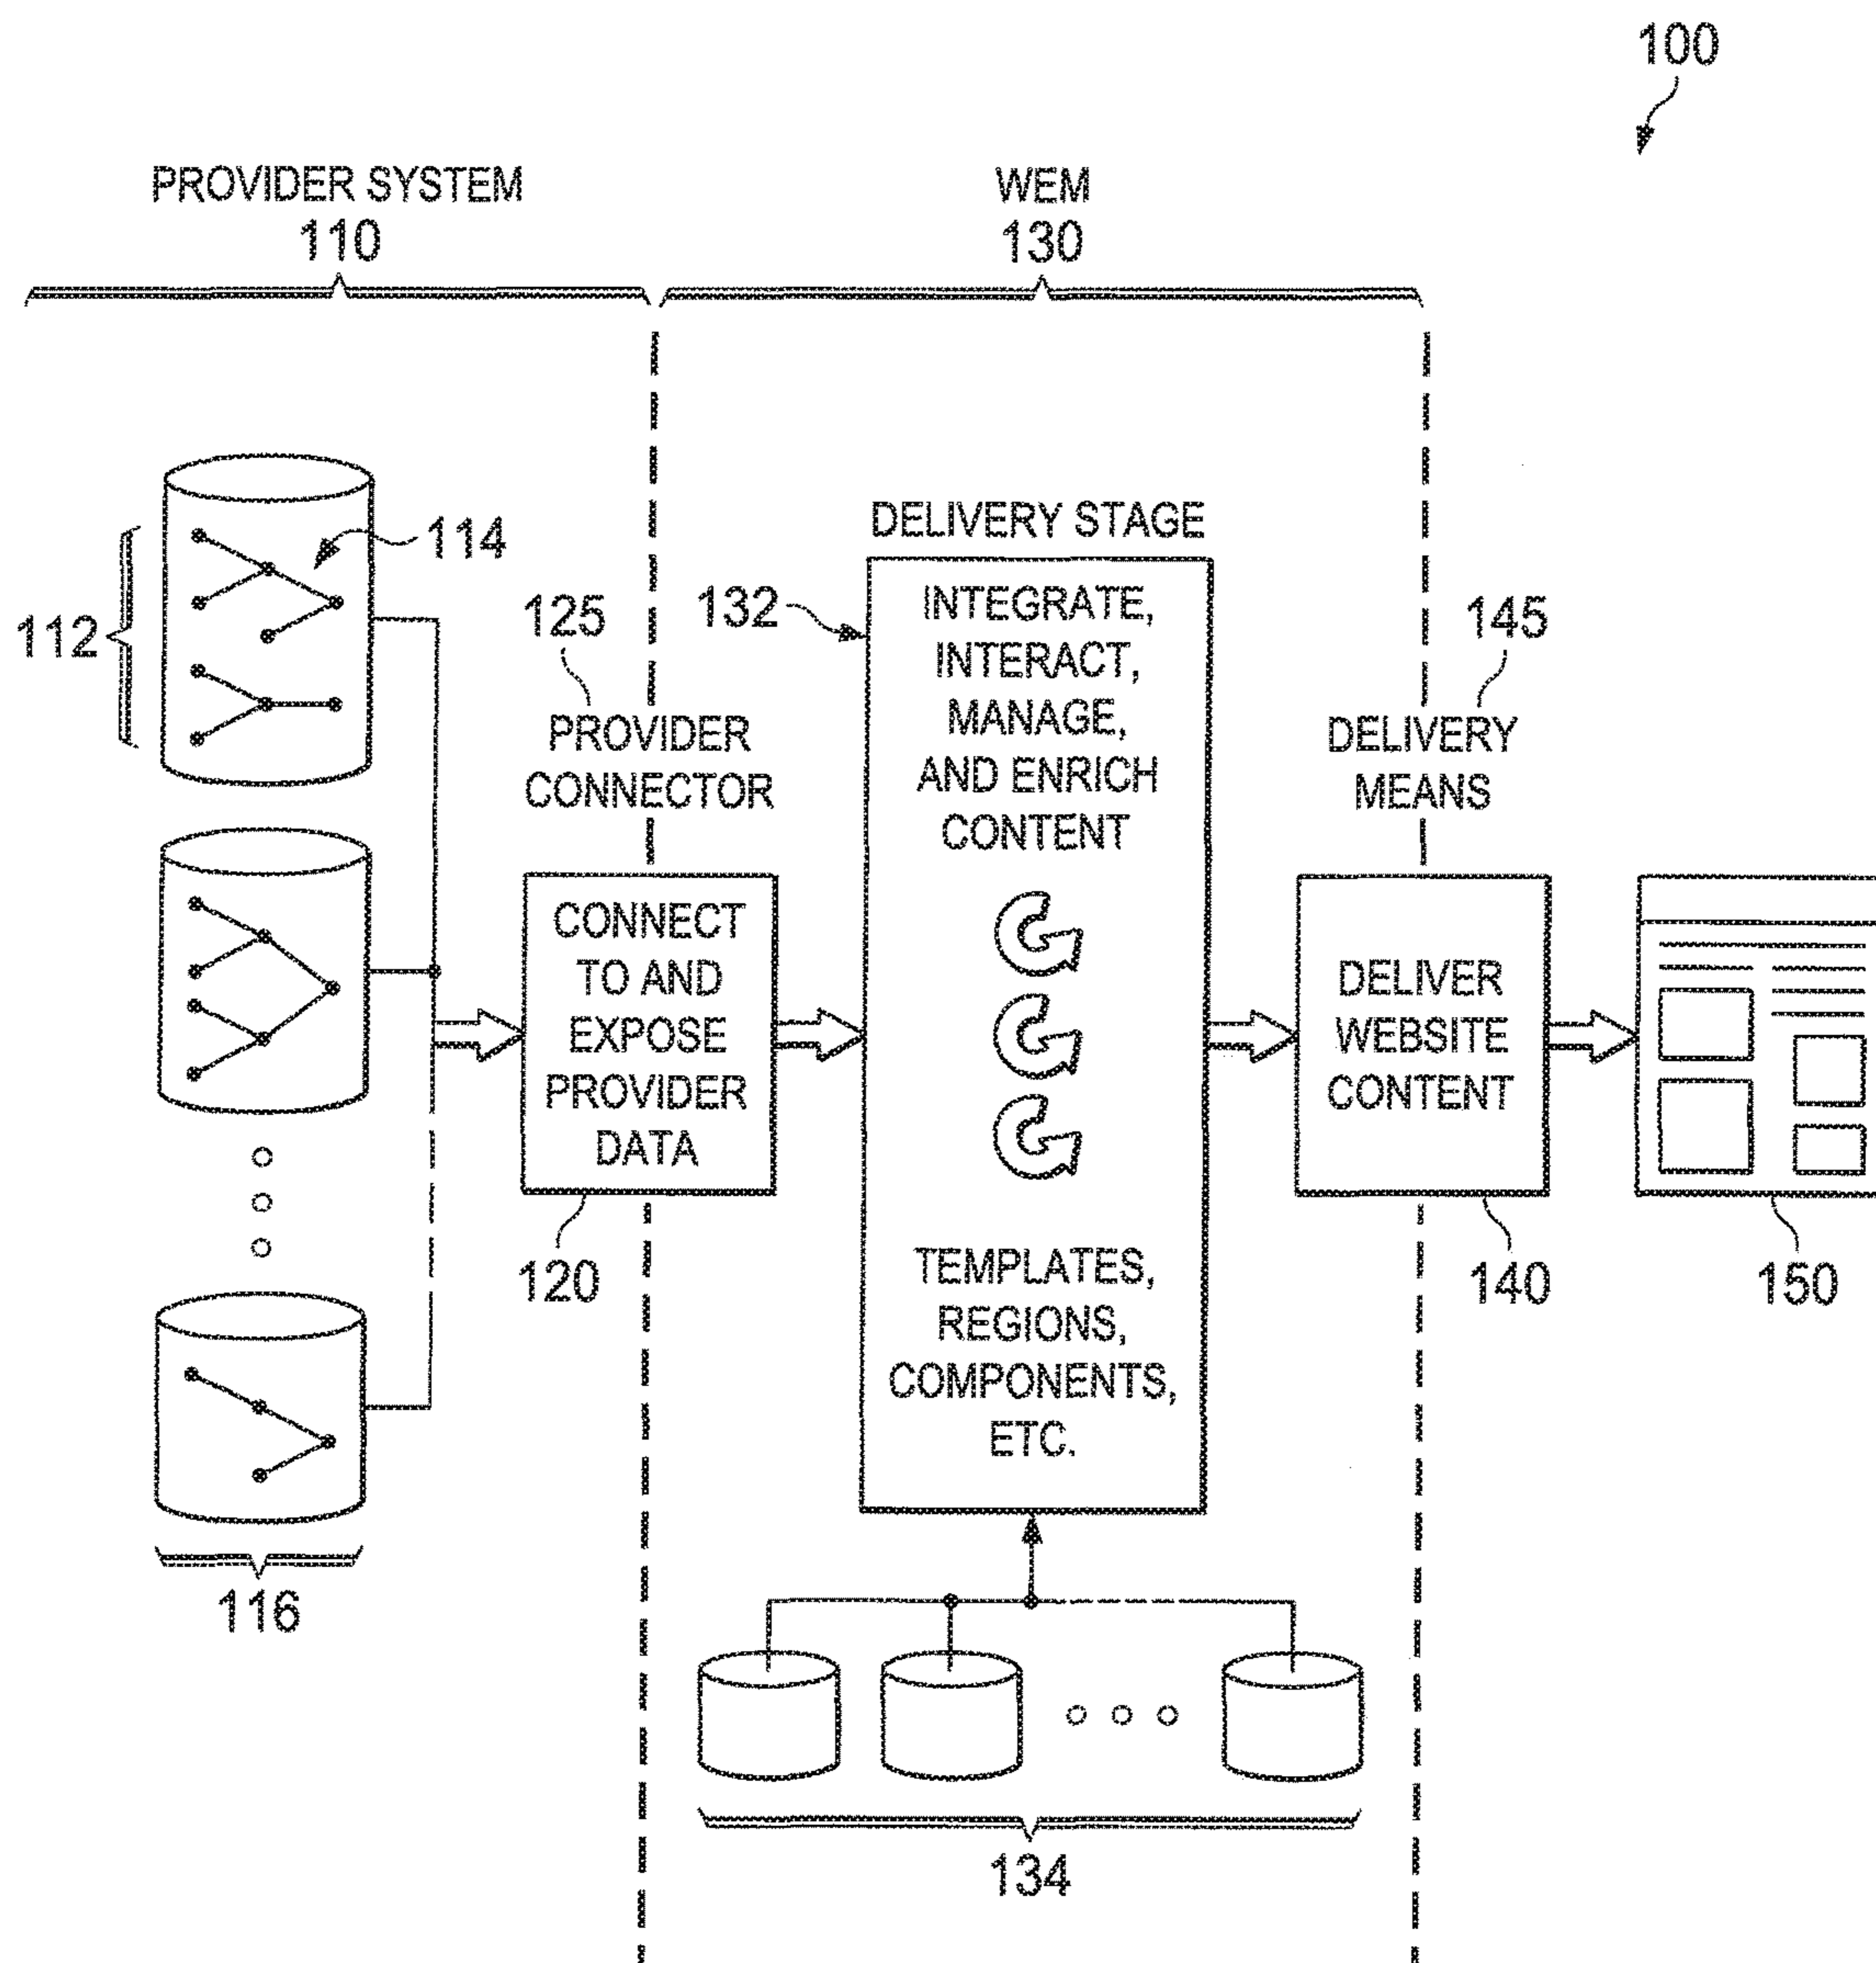 100
PROVIDER SYSTEM
110
WEM
130
112
114
125
PROVIDER
CONNECTOR
CONNECT
TO AND
EXPOSE
PROVIDER
DATA
120
116
DELIVERY STAGE
132
INTEGRATE,
INTERACT,
MANAGE,
AND ENRICH
CONTENT
TEMPLATES,
REGIONS,
COMPONENTS,
ETC.
134
145
DELIVERY
MEANS
DELIVER
WEBSITE
CONTENT
140
150